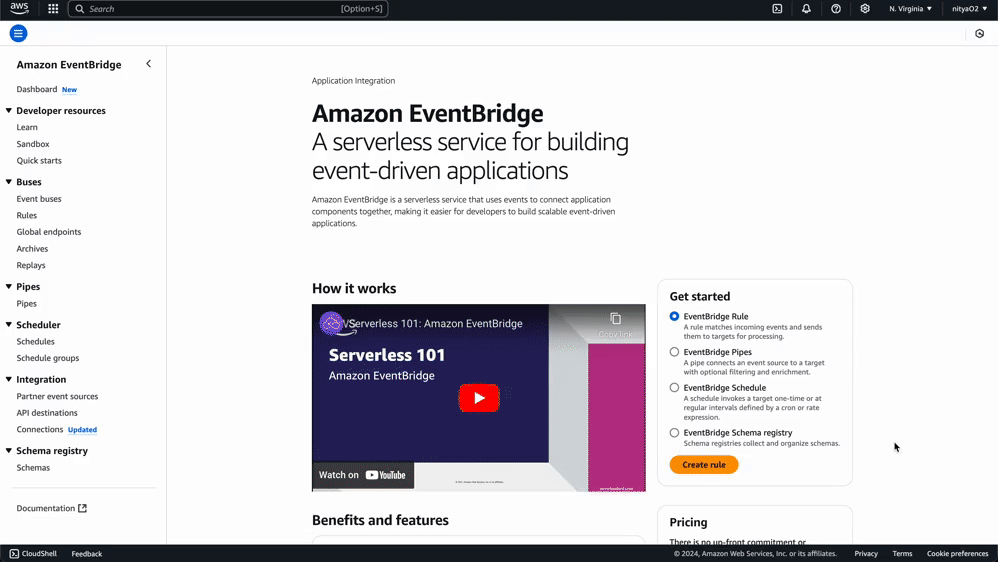 aws
Search
[Option+S]
N. Virginia
nityaO2
Amazon EventBridge
Dashboard New
Developer resources
Learn
Sandbox
Quick starts
Buses
Event buses
Rules
Global endpoints
Archives
Replays
Pipes
Pipes
Scheduler
Schedules
Schedule groups
Integration
Partner event sources
API destinations
Connections Updated
Schema registry
Schemas
Documentation
Application Integration
Amazon EventBridge
A serverless service for building
event-driven applications
Amazon EventBridge is a serverless service that uses events to connect application
components together, making it easier for developers to build scalable event-driven
applications.
How it works
Serverless 101: Amazon EventBridge
Copy link
Serverless 101
Amazon EventBridge
Watch on YouTube
Benefits and features
Get started
EventBridge Rule
A rule matches incoming events and sends
them to targets for processing.
EventBridge Pipes
A pipe connects an event source to a target
with optional filtering and enrichment.
EventBridge Schedule
A schedule invokes a target one-time or at
regular intervals defined by a cron or rate
expression.
EventBridge Schema registry
Schema registries collect and organize schemas.
Create rule
Pricing
There is no up-front commitment or
CloudShell
Feedback
© 2024, Amazon Web Services, Inc. or its affiliates.
Privacy
Terms
Cookie preferences